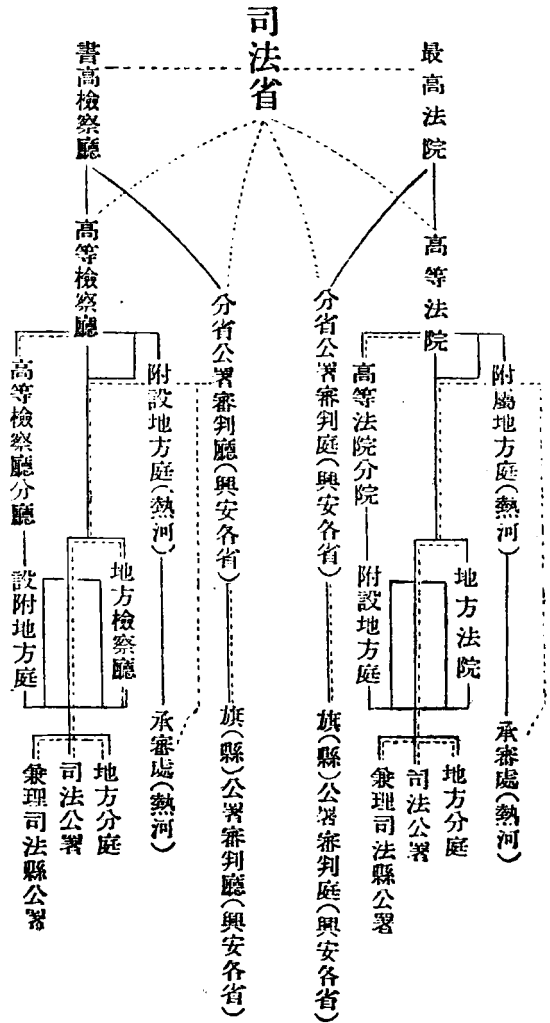 司法省
最高法院
高等法院
附屬地方庭(熱河)
高等法院分院
地方法院
附設地方庭
承審處(熱河)
地方分庭
司法公署
兼理司法縣公署
分省公署審判庭(興安各省)
旗(縣)公署審判庭(興安各省)
書高檢察廳
高等檢察廳
分省公署審判廳(興安各省)
旗(縣)公署審判廳(興安各省)
附設地方庭(熱河)
高等檢察廳分廳
地方檢察廳
設附地方庭
承審處(熱河)
地方分庭
司法公署
兼理司法縣公署